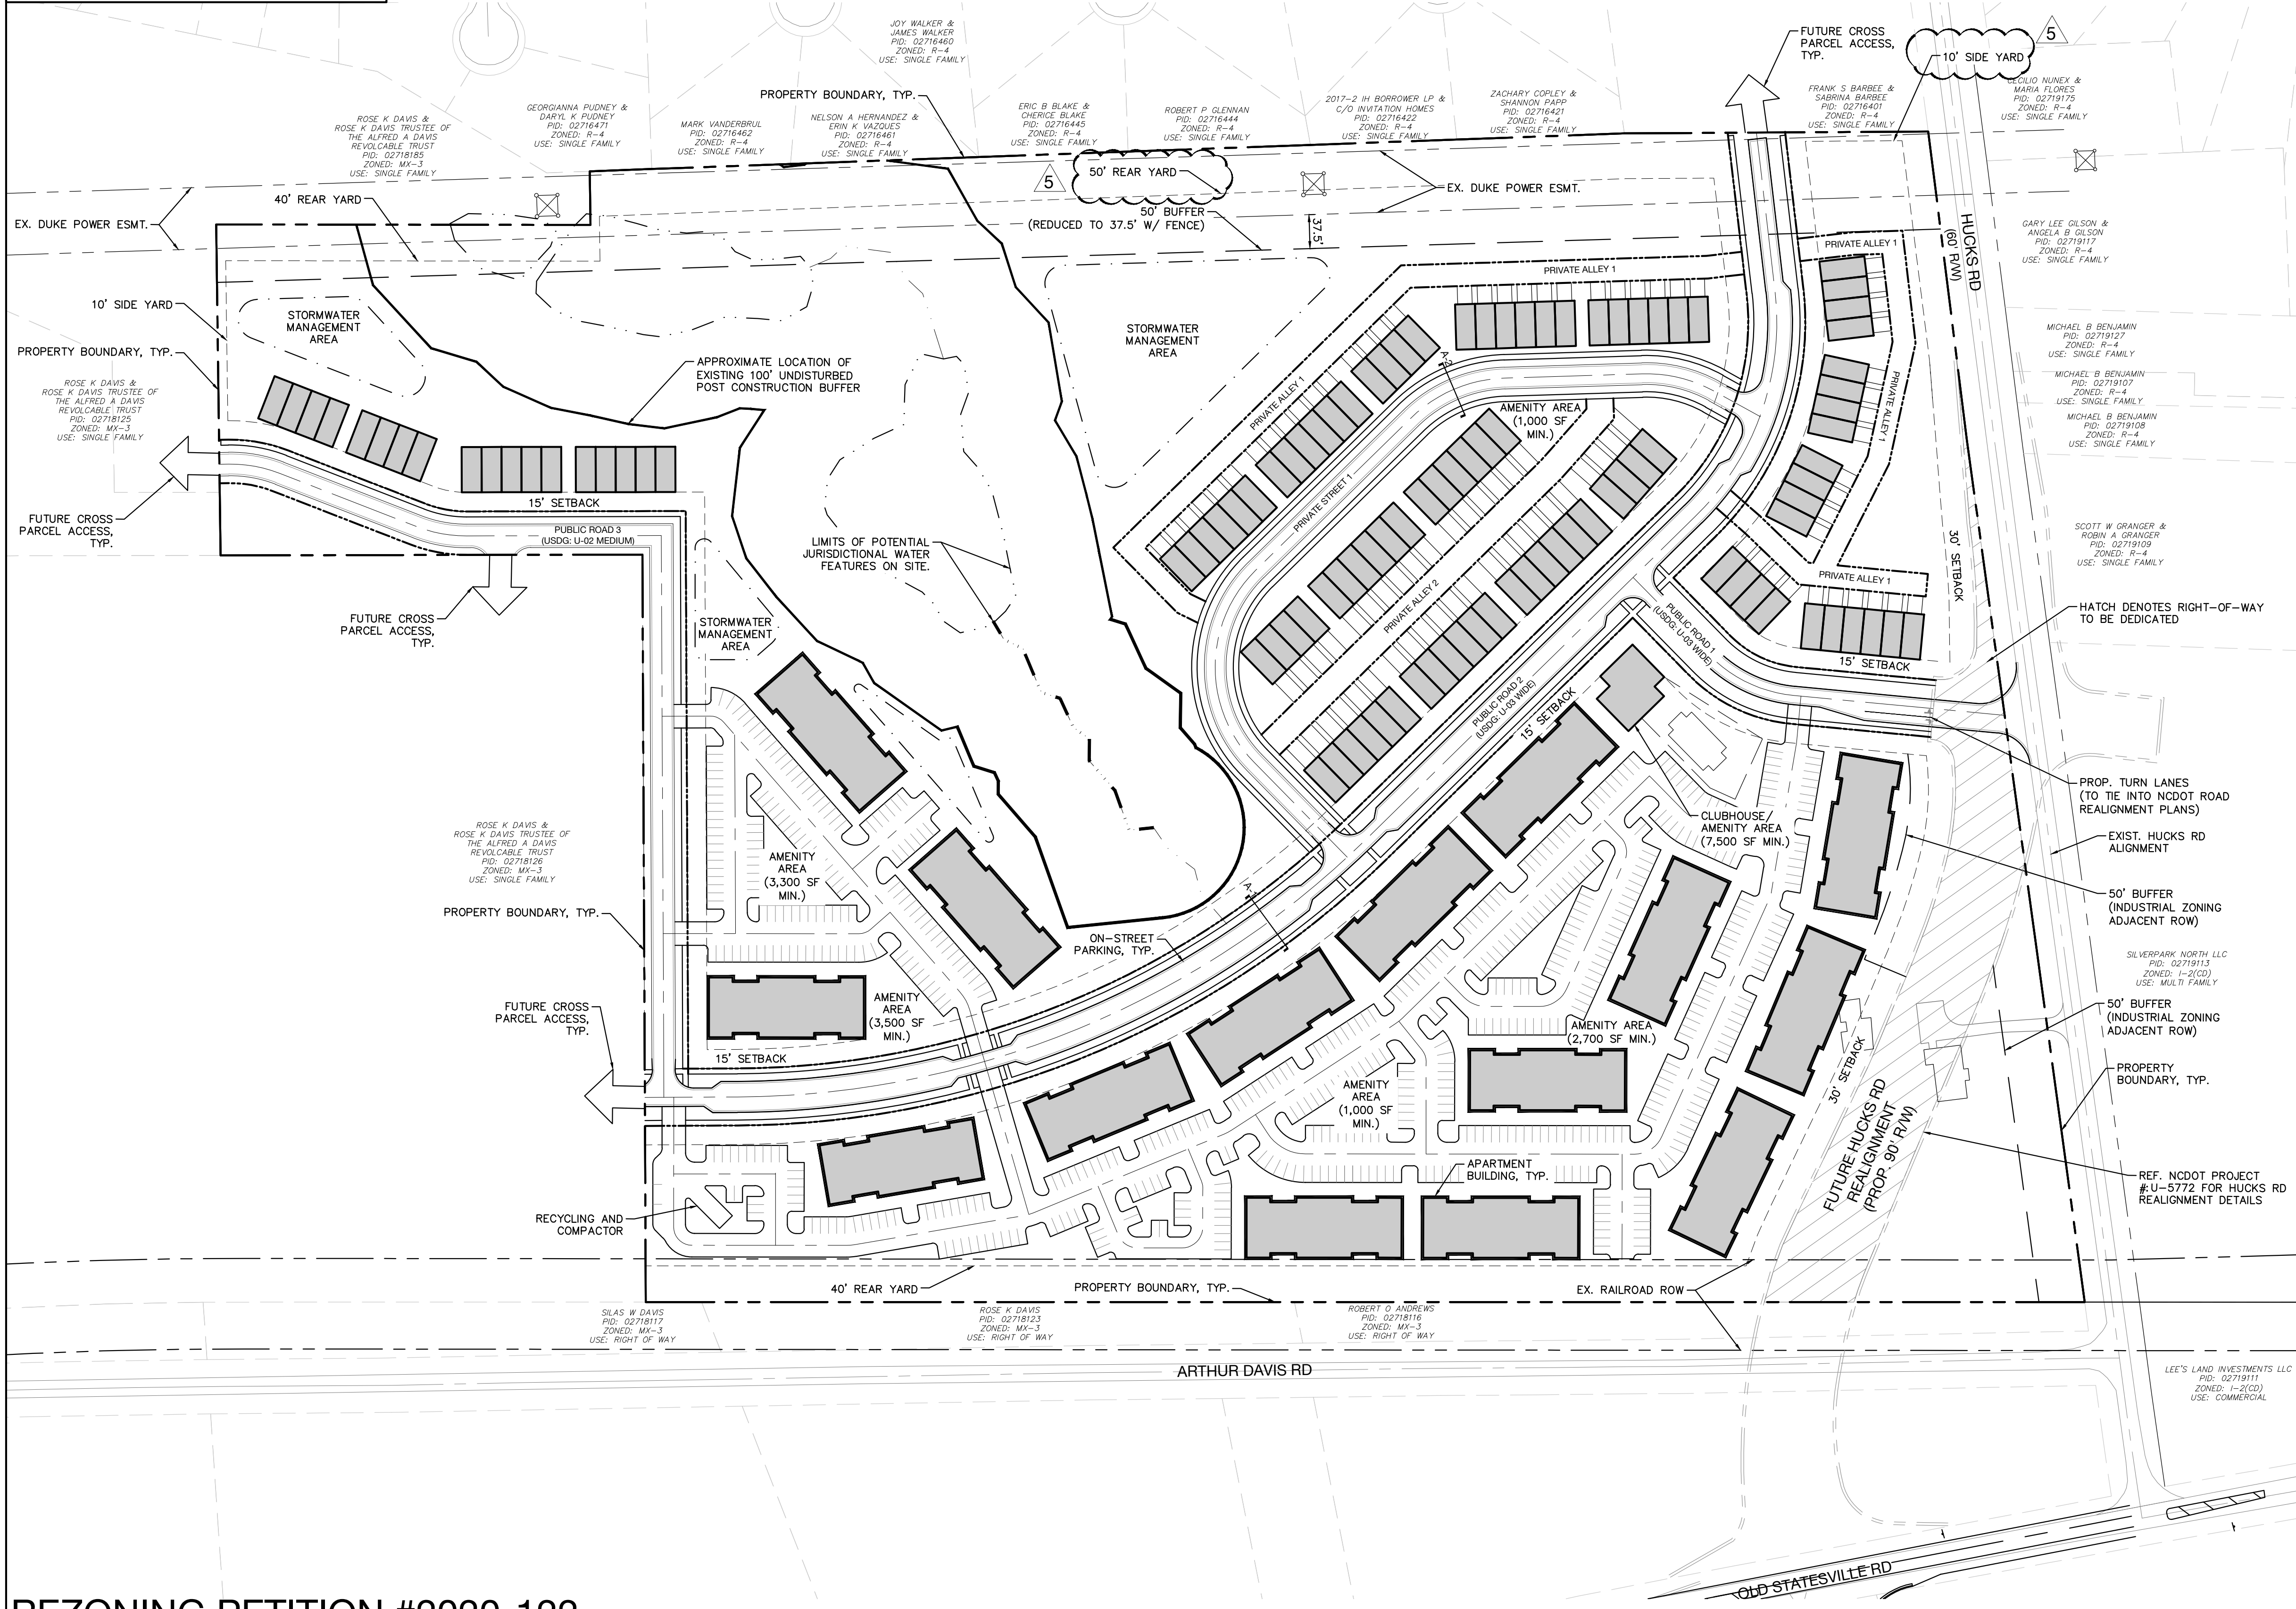 JOY WALKER &
JAMES WALKER
PID: 02716460
ZONED: R-4
USE: SINGLE FAMILY
FUTURE CROSS
PARCEL ACCESS,
TYP.
5
10' SIDE YARD
PROPERTY BOUNDARY, TYP.
ROSE K DAVIS &
ROSE K DAVIS TRUSTEE OF
THE ALFRED A DAVIS
REVOLCABLE TRUST
PID: 02718185
ZONED: MX-3
USE: SINGLE FAMILY
GEORGIANNA PUDNEY &
DARYL K PUDNEY
PID: 02716471
ZONED: R-4
USE: SINGLE FAMILY
MARK VANDERBRUL
PID: 02716462
ZONED: R-4
USE: SINGLE FAMILY
NELSON A HERNANDEZ &
ERIN K VAZQUES
PID: 02716461
ZONED: R-4
USE: SINGLE FAMILY
ERIC B BLAKE &
CHERICE BLAKE
PID: 02716445
ZONED: R-4
USE: SINGLE FAMILY
ROBERT P GLENNAN
PID: 02716444
ZONED: R-4
USE: SINGLE FAMILY
2017-2 IH BORROWER LP &
C/O INVITATION HOMES
PID: 02716422
ZONED: R-4
USE: SINGLE FAMILY
ZACHARY COPLEY &
SHANNON PAPP
PID: 02716421
ZONED: R-4
USE: SINGLE FAMILY
FRANK S BARBEE &
SABRINA BARBEE
PID: 02716401
ZONED: R-4
USE: SINGLE FAMILY
CECILIO NUNEX &
MARIA FLORES
PID: 02719175
ZONED: R-4
USE: SINGLE FAMILY
5
50' REAR YARD
EX. DUKE POWER ESMT.
40' REAR YARD
50' BUFFER
(REDUCED TO 37.5' W/ FENCE)
37.5'
EX. DUKE POWER ESMT.
HUCKS RD
(60' R/W)
GARY LEE GILSON &
ANGELA B GILSON
PID: 02719117
ZONED: R-4
USE: SINGLE FAMILY
PRIVATE ALLEY 1
PRIVATE ALLEY 1
10' SIDE YARD
STORMWATER
MANAGEMENT
AREA
STORMWATER
MANAGEMENT
AREA
PROPERTY BOUNDARY, TYP.
APPROXIMATE LOCATION OF
EXISTING 100' UNDISTURBED
POST CONSTRUCTION BUFFER
MICHAEL B BENJAMIN
PID: 02719127
ZONED: R-4
USE: SINGLE FAMILY
MICHAEL B BENJAMIN
PID: 02719107
ZONED: R-4
USE: SINGLE FAMILY
MICHAEL B BENJAMIN
PID: 02719108
ZONED: R-4
USE: SINGLE FAMILY
ROSE K DAVIS &
ROSE K DAVIS TRUSTEE OF
THE ALFRED A DAVIS
REVOLCABLE TRUST
PID: 02718125
ZONED: MX-3
USE: SINGLE FAMILY
A-2
PRIVATE ALLEY 1
PRIVATE ALLEY 1
AMENITY AREA
(1,000 SF
MIN.)
PRIVATE STREET 1
15' SETBACK
PUBLIC ROAD 3
(USDG: U-02 MEDIUM)
FUTURE CROSS
PARCEL ACCESS,
TYP.
LIMITS OF POTENTIAL
JURISDICTIONAL WATER
FEATURES ON SITE.
30' SETBACK
SCOTT W GRANGER &
ROBIN A GRANGER
PID: 02719109
ZONED: R-4
USE: SINGLE FAMILY
PRIVATE ALLEY 1
PRIVATE ALLEY 2
FUTURE CROSS
PARCEL ACCESS,
TYP.
STORMWATER
MANAGEMENT
AREA
PUBLIC ROAD 1
(USDG: U-03 WIDE)
HATCH DENOTES RIGHT-OF-WAY
TO BE DEDICATED
15' SETBACK
PUBLIC ROAD 2
(USDG: U-03 WIDE)
15' SETBACK
PROP. TURN LANES
(TO TIE INTO NCDOT ROAD
REALIGNMENT PLANS)
CLUBHOUSE/
AMENITY AREA
(7,500 SF MIN.)
EXIST. HUCKS RD
ALIGNMENT
ROSE K DAVIS &
ROSE K DAVIS TRUSTEE OF
THE ALFRED A DAVIS
REVOLCABLE TRUST
PID: 02718126
ZONED: MX-3
USE: SINGLE FAMILY
AMENITY
AREA
(3,300 SF
MIN.)
A-1
50' BUFFER
(INDUSTRIAL ZONING
ADJACENT ROW)
PROPERTY BOUNDARY, TYP.
ON-STREET
PARKING, TYP.
SILVERPARK NORTH LLC
PID: 02719113
ZONED: I-2(CD)
USE: MULTI FAMILY
FUTURE CROSS
PARCEL ACCESS,
TYP.
AMENITY
AREA
(3,500 SF
MIN.)
50' BUFFER
(INDUSTRIAL ZONING
ADJACENT ROW)
AMENITY AREA
(2,700 SF MIN.)
15' SETBACK
30' SETBACK
PROPERTY
BOUNDARY, TYP.
AMENITY
AREA
(1,000 SF
MIN.)
FUTURE HUCKS RD
REALIGNMENT
(PROP. 90' R/W)
APARTMENT
BUILDING, TYP.
REF. NCDOT PROJECT
#:U-5772 FOR HUCKS RD
REALIGNMENT DETAILS
RECYCLING AND
COMPACTOR
40' REAR YARD
PROPERTY BOUNDARY, TYP.
EX. RAILROAD ROW
SILAS W DAVIS
PID: 02718117
ZONED: MX-3
USE: RIGHT OF WAY
ROSE K DAVIS
PID: 02718123
ZONED: MX-3
USE: RIGHT OF WAY
ROBERT O ANDREWS
PID: 02718116
ZONED: MX-3
USE: RIGHT OF WAY
ARTHUR DAVIS RD
LEE'S LAND INVESTMENTS LLC
PID: 02719111
ZONED: I-2(CD)
USE: COMMERCIAL
OLD STATESVILLE RD
REZONING PETITION